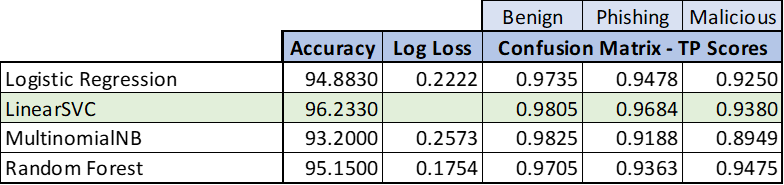 Benign Phishing Malicious
Accuracy Log Loss Confusion Matrix - TP Scores
Logistic Regression 94.8830 0.2222 0.9735 0.9478 0.9250
LinearSVC 96.2330 0.9805 0.9684 0.9380
MultinomialNB 93.2000 0.2573 0.9825 0.9188 0.8949
Random Forest 95.1500 0.1754 0.9705 0.9363 0.9475